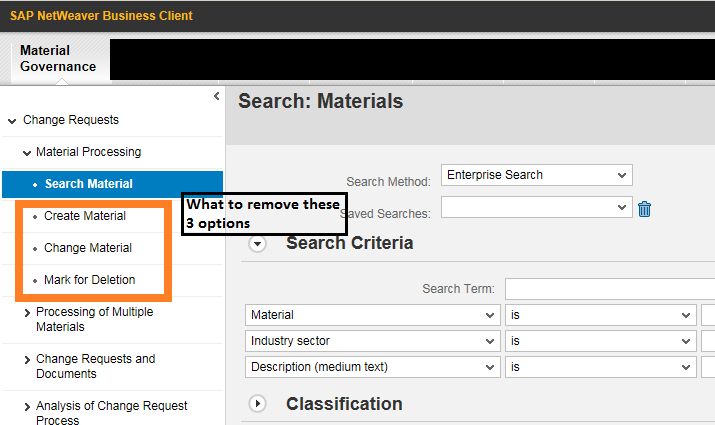 SAP NetWeaver Business Client
Material
Governance
Search: Materials
Change Requests
Material Processing
Search Material
Create Material
Change Material
Mark for Deletion
Processing of Multiple
Materials
Change Requests and
Documents
Analysis of Change Request
Process
What to remove these
3 options
Search Method: Enterprise Search
Saved Searches:
Search Criteria
Search Term:
Material is
Industry sector is
Description (medium text) is
Classification